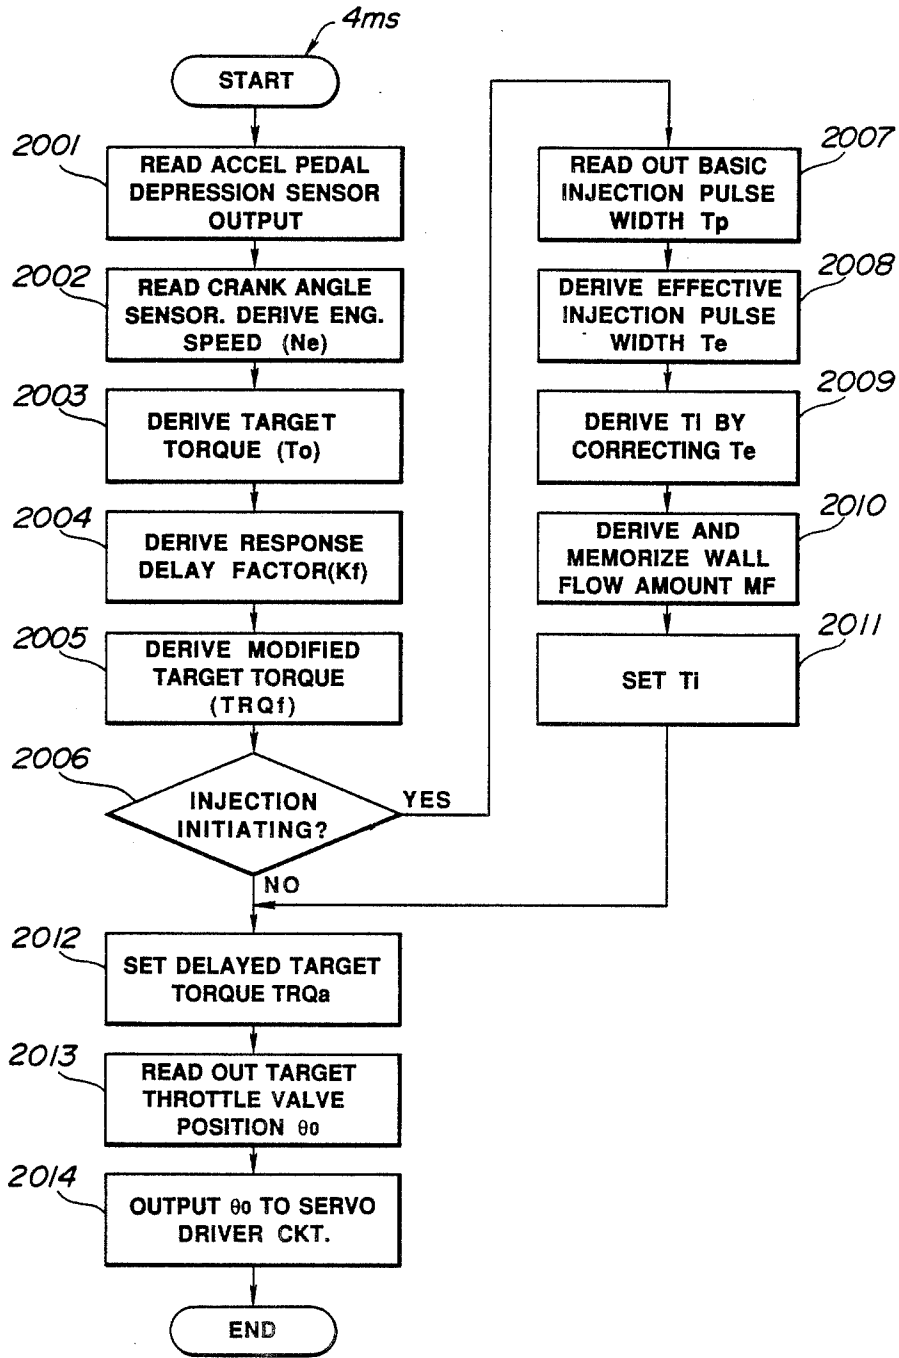 4ms
START
2001
READ ACCEL PEDAL
DEPRESSION SENSOR
OUTPUT
2002
READ CRANK ANGLE
SENSOR. DERIVE ENG.
SPEED (Ne)
2003
DERIVE TARGET
TORQUE (To)
2004
DERIVE RESPONSE
DELAY FACTOR(Kf)
2005
DERIVE MODIFIED
TARGET TORQUE
(TRQf)
2006
INJECTION
INITIATING?
YES
NO
2007
READ OUT BASIC
INJECTION PULSE
WIDTH Tp
2008
DERIVE EFFECTIVE
INJECTION PULSE
WIDTH Te
2009
DERIVE TI BY
CORRECTING Te
2010
DERIVE AND
MEMORIZE WALL
FLOW AMOUNT MF
2011
SET Ti
2012
SET DELAYED TARGET
TORQUE TRQa
2013
READ OUT TARGET
THROTTLE VALVE
POSITION θo
2014
OUTPUT θo TO SERVO
DRIVER CKT.
END